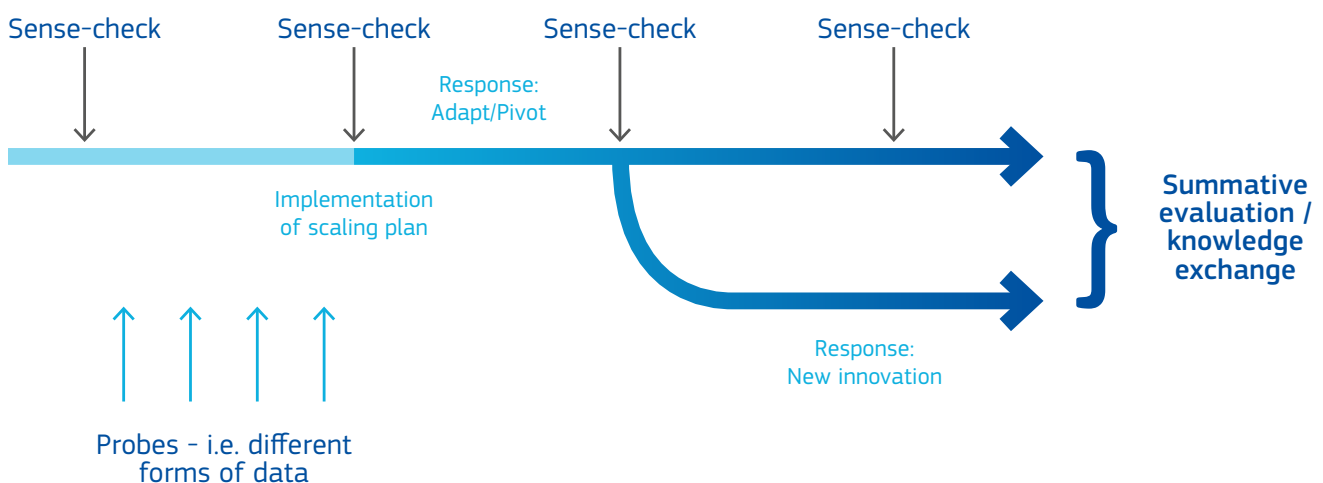 Sense-check
Sense-check
Sense-check
Sense-check
Response:
Adapt/Pivot
Implementation
of scaling plan
Summative
evaluation /
knowledge
exchange
Response:
New innovation
Probes - i.e. different
forms of data